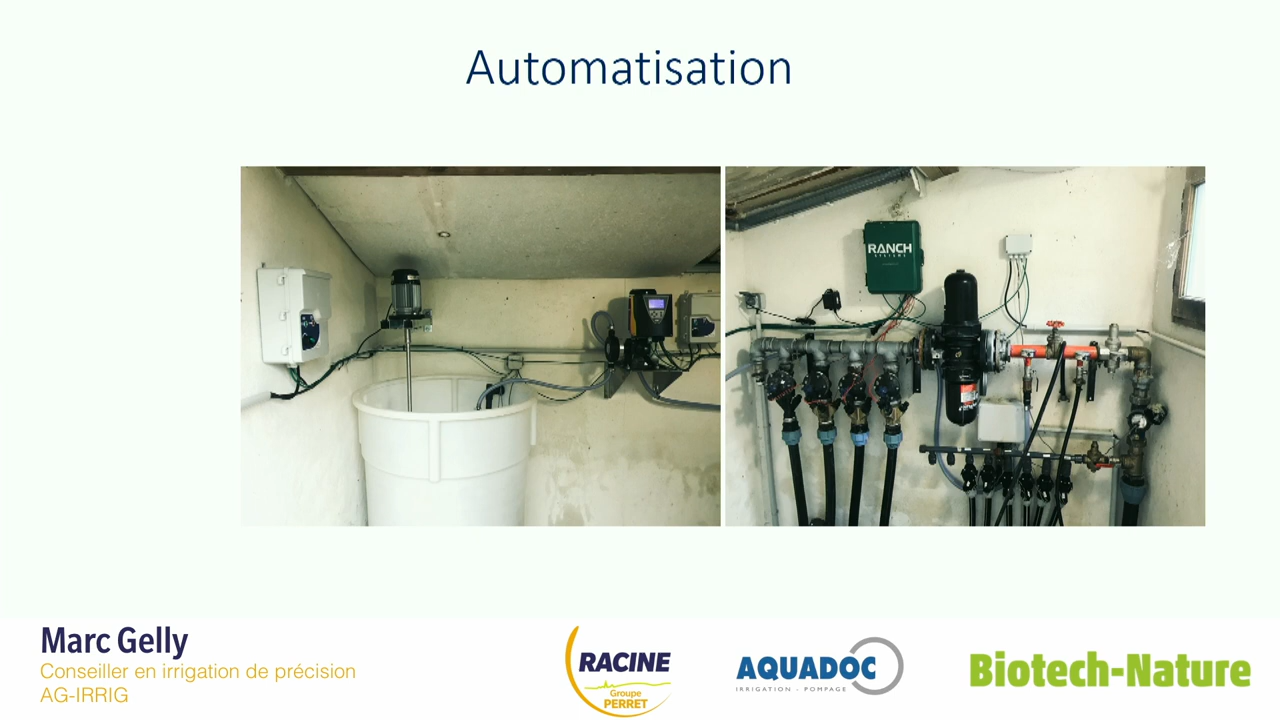 Automatisation
RANCH
SYSTEMS
Marc Gelly
Conseiller en irrigation de précision
AG-IRRIG
RACINE
Groupe
PERRET
AQUADOC
IRRIGATION - POMPAGE
Biotech-Nature